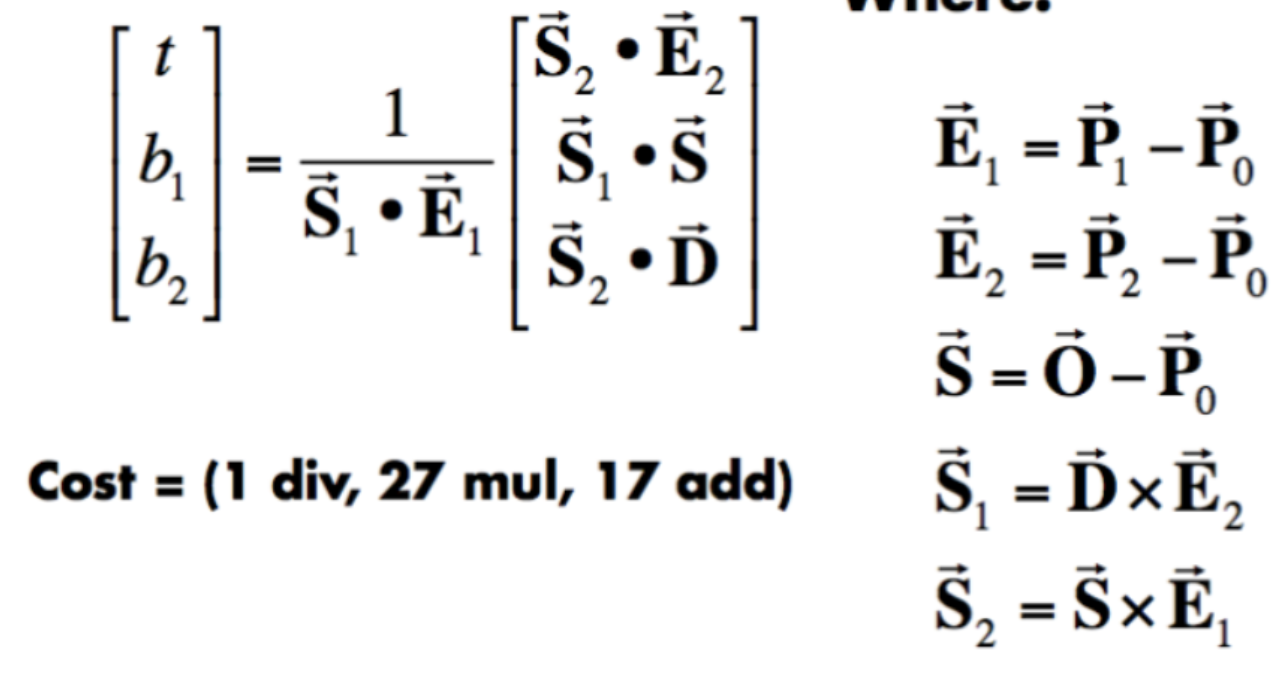 Where:
[t b₁ b₂] = 1 / (S⃗₁ • E⃗₁) [S⃗₂ • E⃗₂ S⃗₁ • S⃗ S⃗₂ • D⃗]
Cost = (1 div, 27 mul, 17 add)
E⃗₁ = P⃗₁ − P⃗₀
E⃗₂ = P⃗₂ − P⃗₀
S⃗ = O⃗ − P⃗₀
S⃗₁ = D⃗ × E⃗₂
S⃗₂ = S⃗ × E⃗₁